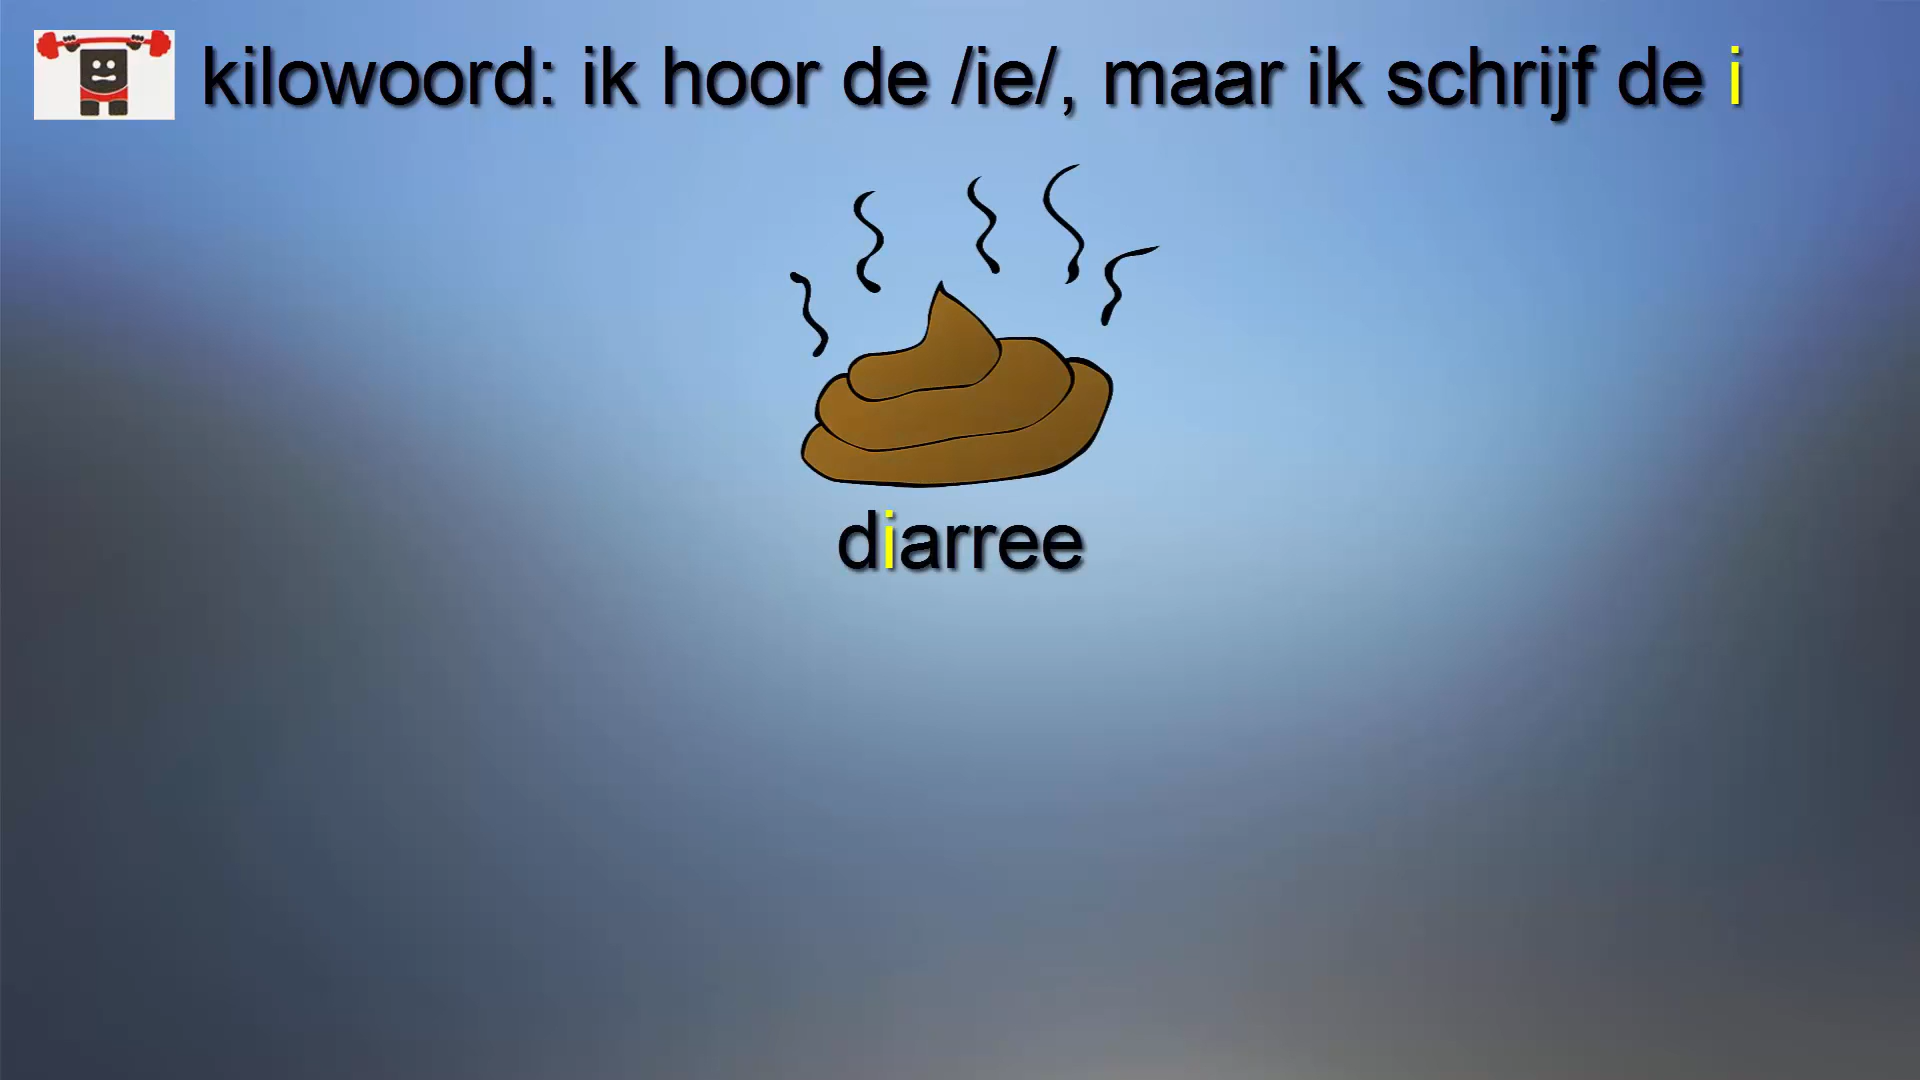 kilowoord: ik hoor de /ie/, maar ik schrijf de i
diarree